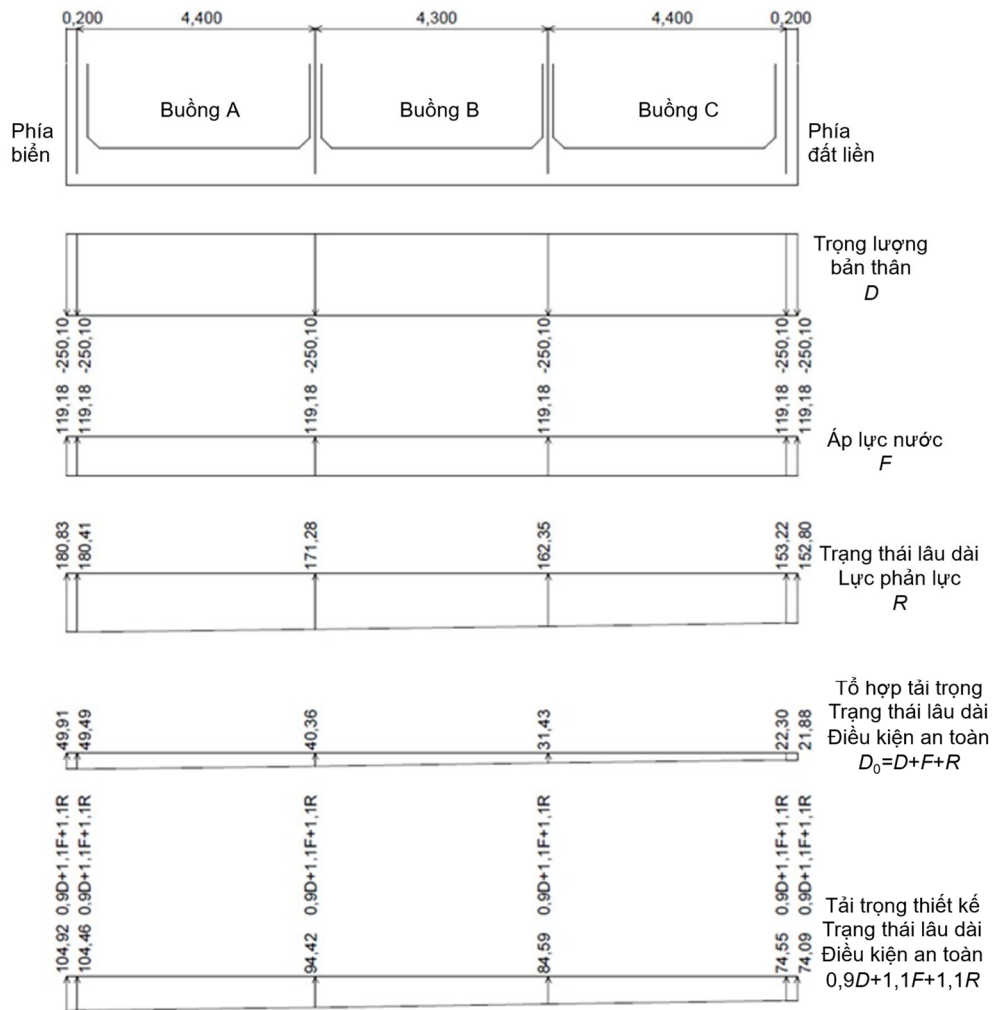 0,200
4,400
4,300
4,400
0,200
Buồng A
Buồng B
Buồng C
Phía
biển
Phía
đất liền
Trọng lượng
bản thân
D
119,18 -250,10
119,18 -250,10
119,18 -250,10
119,18 -250,10
119,18 -250,10
119,18 -250,10
Áp lực nước
F
180,83
180,41
171,28
162,35
153,22
152,80
Trạng thái lâu dài
Lực phản lực
R
49,91
49,49
40,36
31,43
22,30
21,88
Tổ hợp tải trọng
Trạng thái lâu dài
Điều kiện an toàn
D₀=D+F+R
104,92 0,9D+1,1F+1,1R
104,46 0,9D+1,1F+1,1R
94,42 0,9D+1,1F+1,1R
84,59 0,9D+1,1F+1,1R
74,55 0,9D+1,1F+1,1R
74,09 0,9D+1,1F+1,1R
Tải trọng thiết kế
Trạng thái lâu dài
Điều kiện an toàn
0,9D+1,1F+1,1R